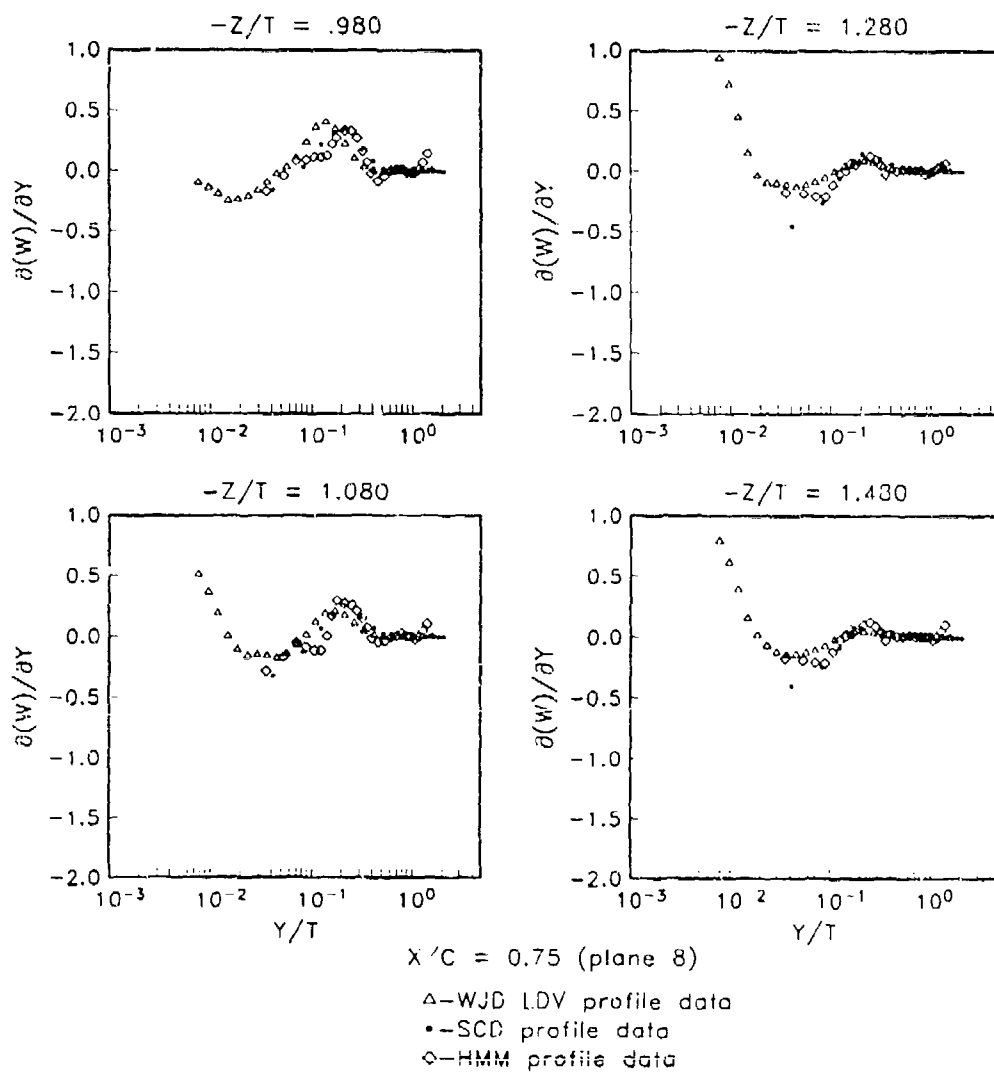 -Z/T = .980
-Z/T = 1.280
1.0
0.5
0.0
-0.5
-1.0
-1.5
-2.0
∂(W)/∂Y
10⁻³ 10⁻² 10⁻¹ 10⁰
1.0
0.5
0.0
-0.5
-1.0
-1.5
-2.0
∂(W)/∂Y
10⁻³ 10⁻² 10⁻¹ 10⁰
-Z/T = 1.080
-Z/T = 1.480
1.0
0.5
0.0
-0.5
-1.0
-1.5
-2.0
∂(W)/∂Y
10⁻³ 10⁻² 10⁻¹ 10⁰
Y/T
1.0
0.5
0.0
-0.5
-1.0
-1.5
-2.0
∂(W)/∂Y
10⁻³ 10⁻² 10⁻¹ 10⁰
Y/T
X/C = 0.75 (plane 8)
△-WJD LDV profile data
•-SCD profile data
◇-HMM profile data